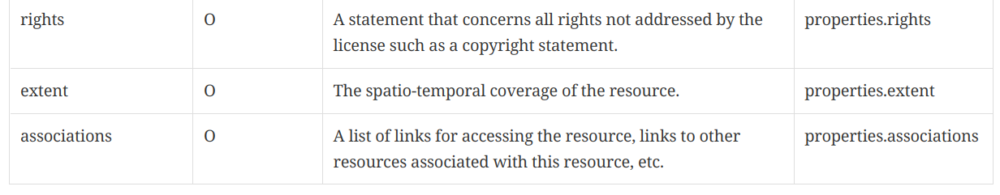 rights O A statement that concerns all rights not addressed by the properties.rights
license such as a copyright statement.
extent O The spatio-temporal coverage of the resource. properties.extent
associations O A list of links for accessing the resource, links to other properties.associations
resources associated with this resource, etc.